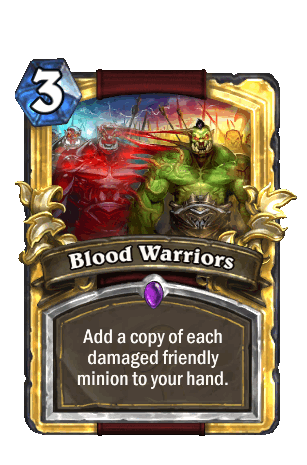 3
Blood Warriors
Add a copy of each
damaged friendly
minion to your hand.